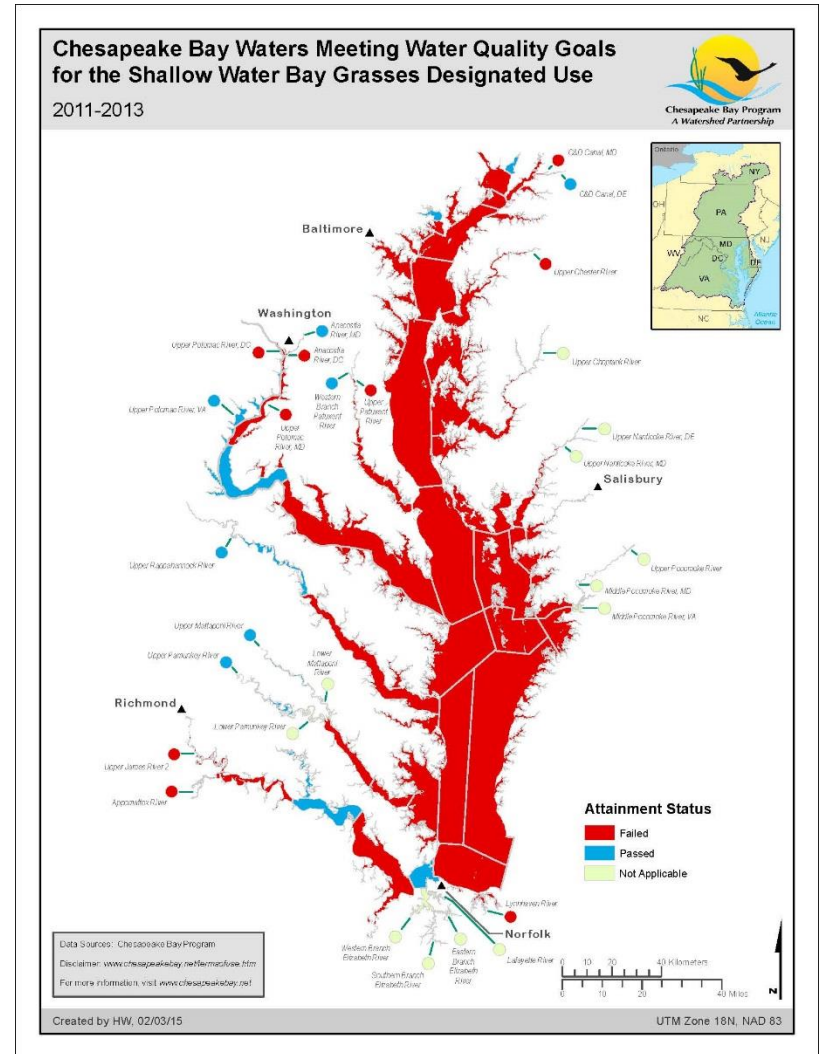 Chesapeake Bay Waters Meeting Water Quality Goals
for the Shallow Water Bay Grasses Designated Use
2011-2013
Chesapeake Bay Program
A Watershed Partnership
Ontario
NY
OH
PA
NJ
MD
WV
DC
DE
VA
NC
Atlantic
Ocean
C&D Canal, MD
C&D Canal, DE
Baltimore
Upper Chester River
Washington
Anacostia
River, MD
Upper Potomac River, DC
Anacostia
River, DC
Upper Choptank River
Western
Branch
Patuxent
River
Upper
Patuxent
River
Upper Potomac River, VA
Upper
Potomac
River, MD
Upper Nanticoke River, DE
Upper Nanticoke River, MD
Salisbury
Upper Rappahannock River
Upper Pocomoke River
Middle Pocomoke River, MD
Middle Pocomoke River, VA
Upper Mattaponi River
Upper Pamunkey River
Lower
Mattaponi
River
Richmond
Lower Pamunkey River
Upper James River 2
Appomattox River
Attainment Status
Failed
Passed
Not Applicable
Lynnhaven River
Norfolk
Western Branch
Elizabeth River
Southern Branch
Elizabeth River
Eastern
Branch
Elizabeth
River
Lafayette River
Data Sources: Chesapeake Bay Program
Disclaimer: www.chesapeakebay.net/termsofuse.htm
For more information, visit www.chesapeakebay.net
0 10 20 40 Kilometers
0 10 20 40 Miles
N
Created by HW, 02/03/15
UTM Zone 18N, NAD 83